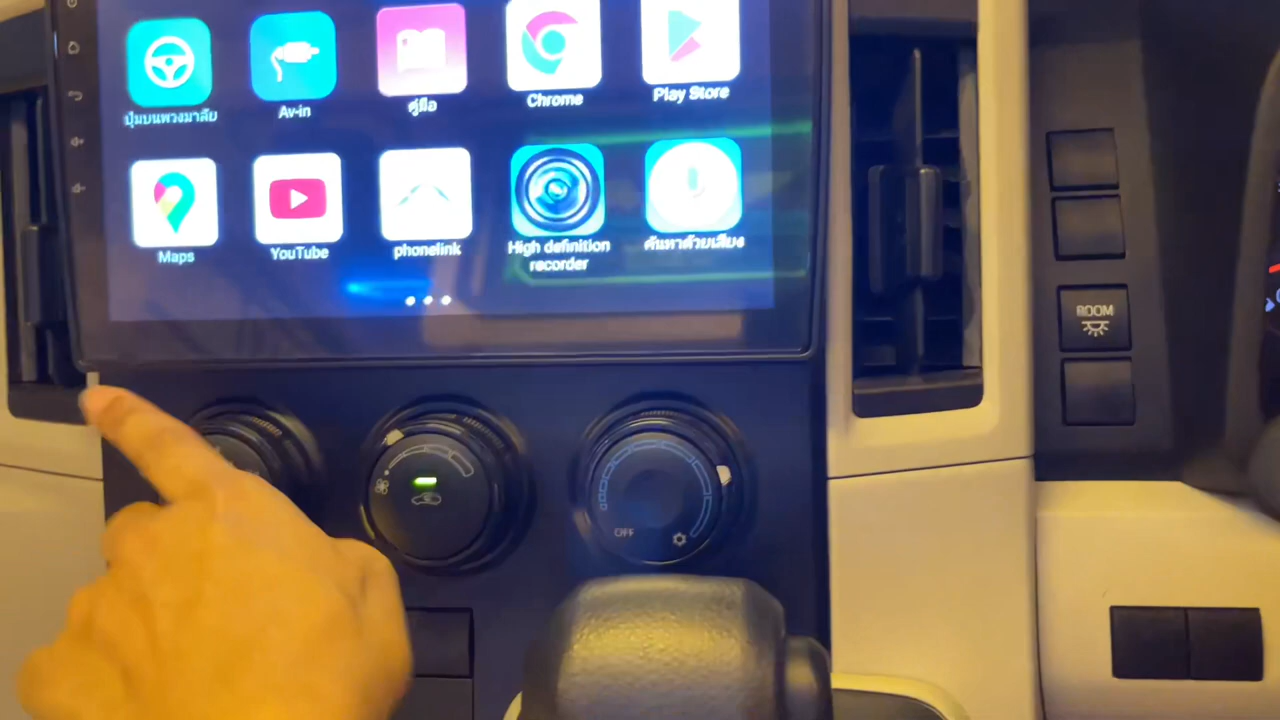 ปุ่มบนพวงมาลัย
Av-in
คู่มือ
Chrome
Play Store
Maps
YouTube
phonelink
High definition
recorder
ค้นหาด้วยเสียง
ROOM
OFF